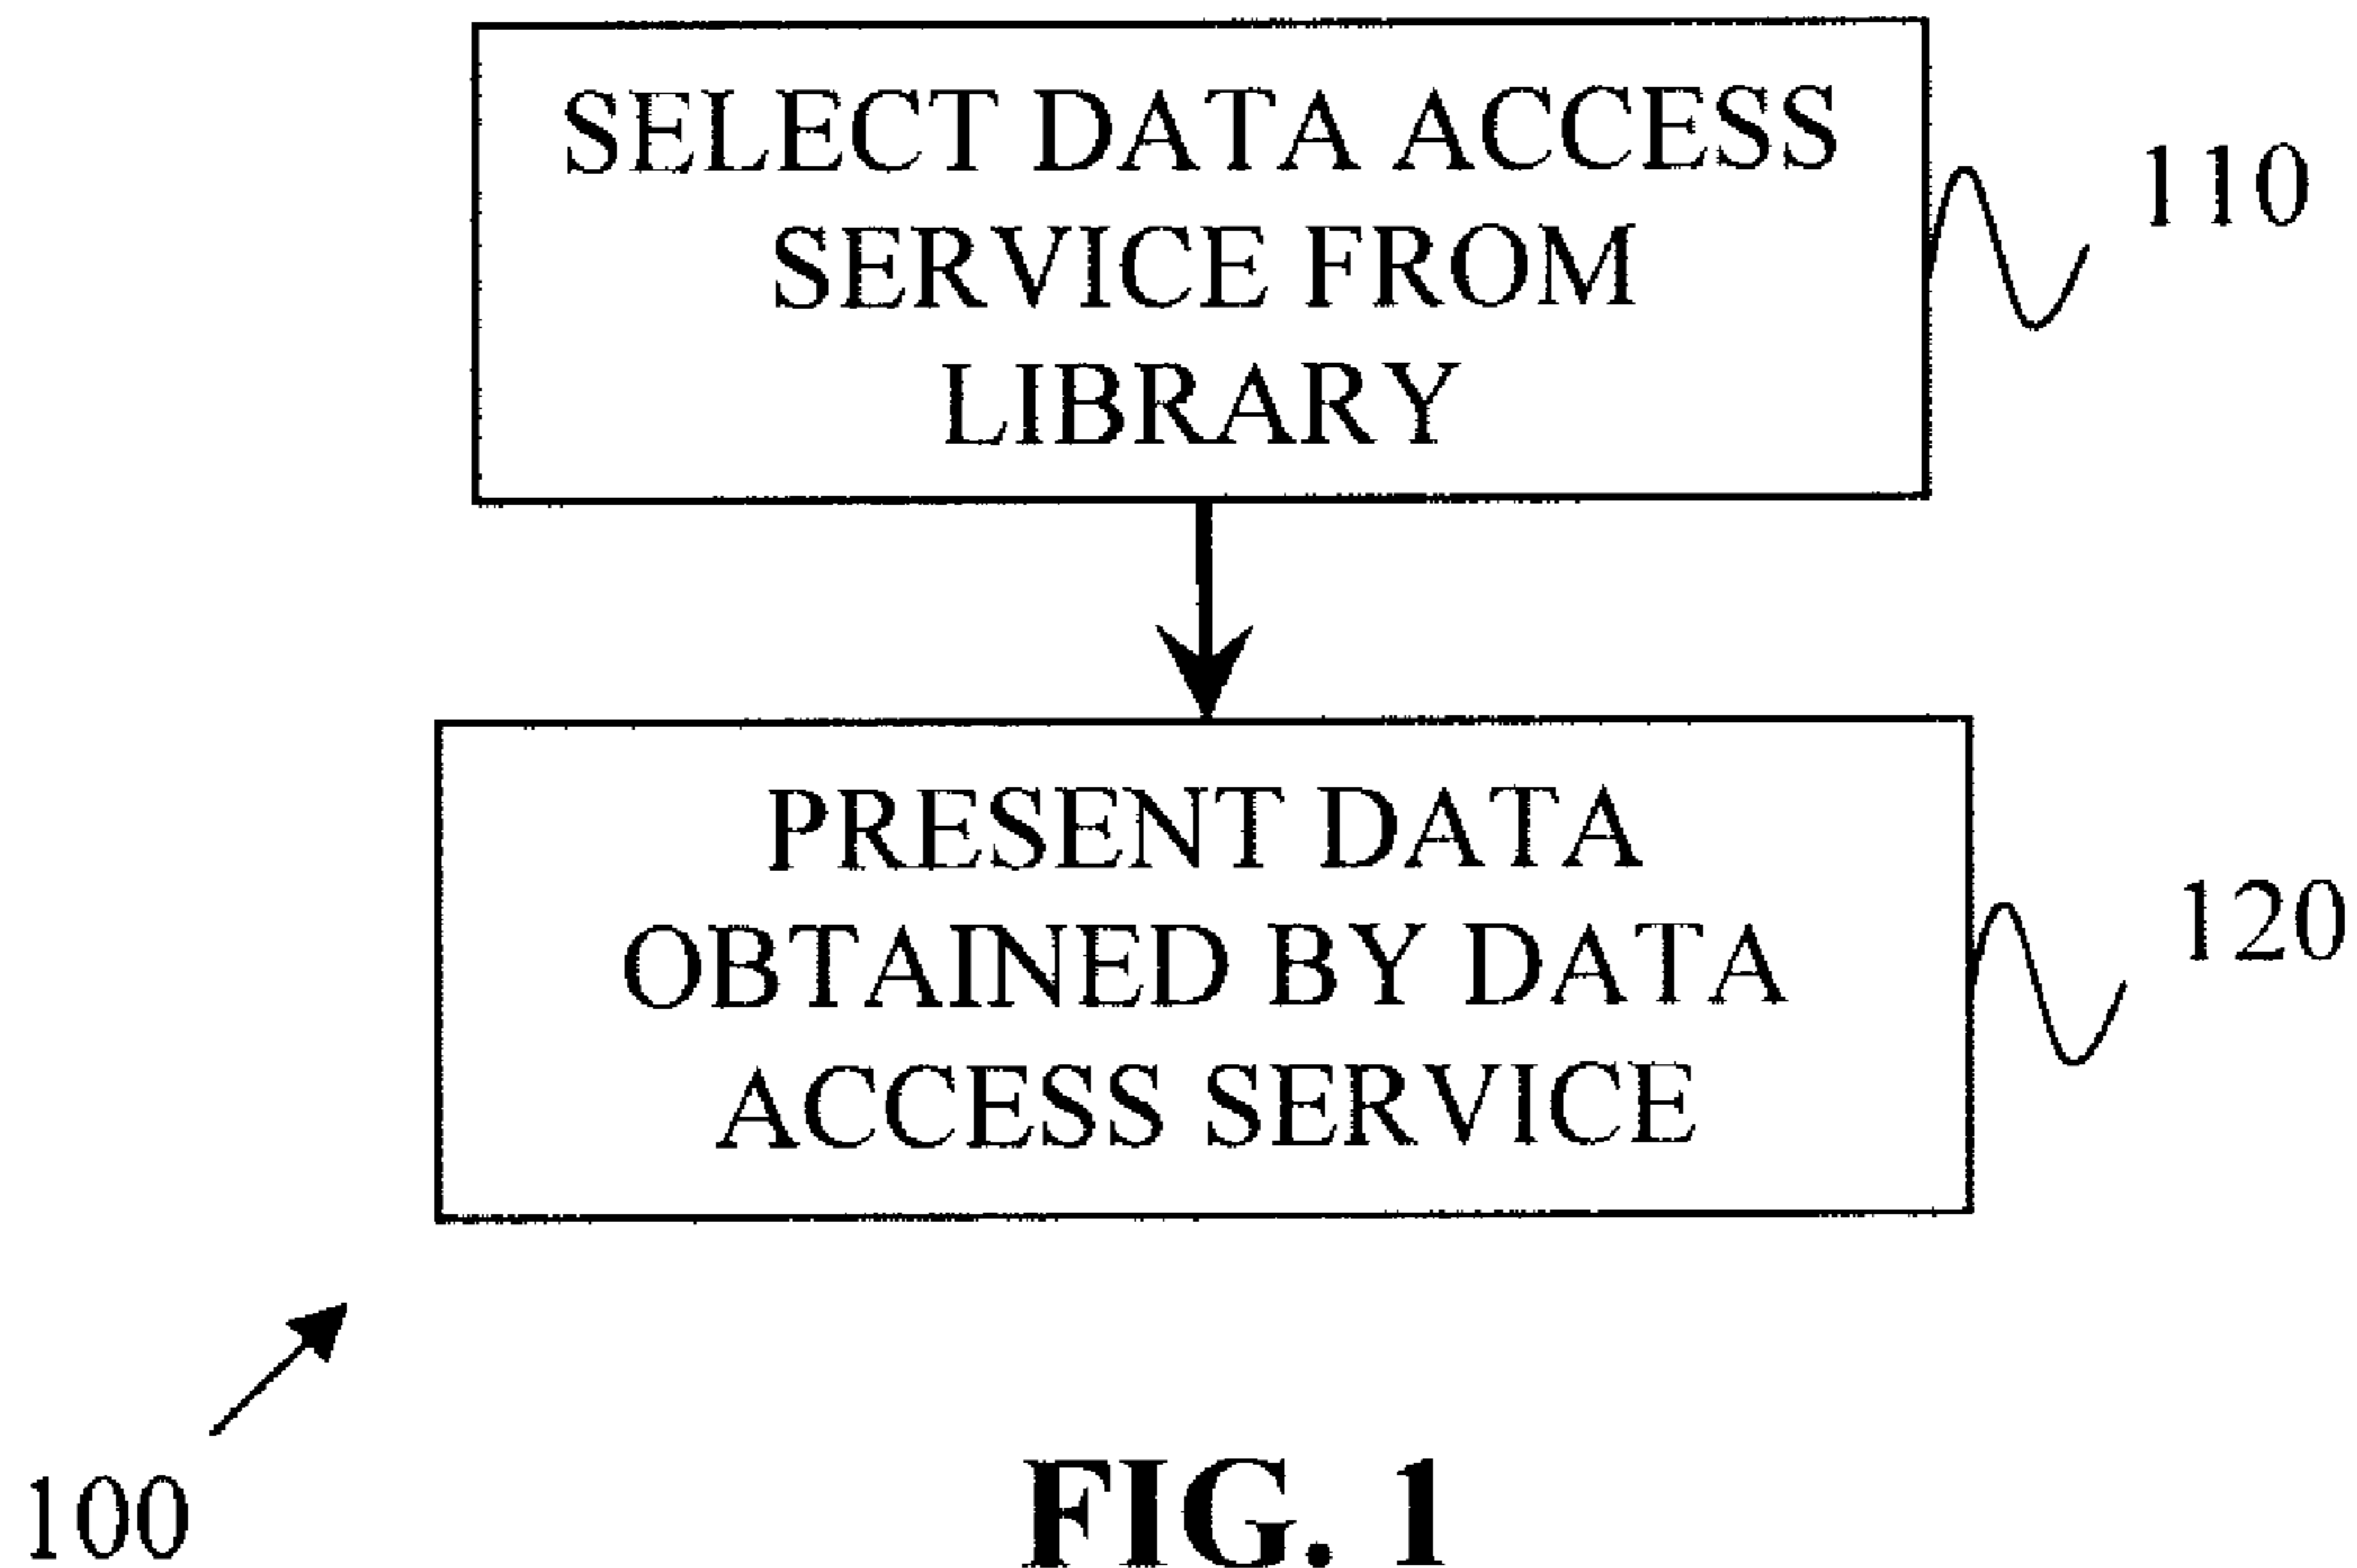 SELECT DATA ACCESS
SERVICE FROM
LIBRARY
110
PRESENT DATA
OBTAINED BY DATA
ACCESS SERVICE
120
100
FIG. 1